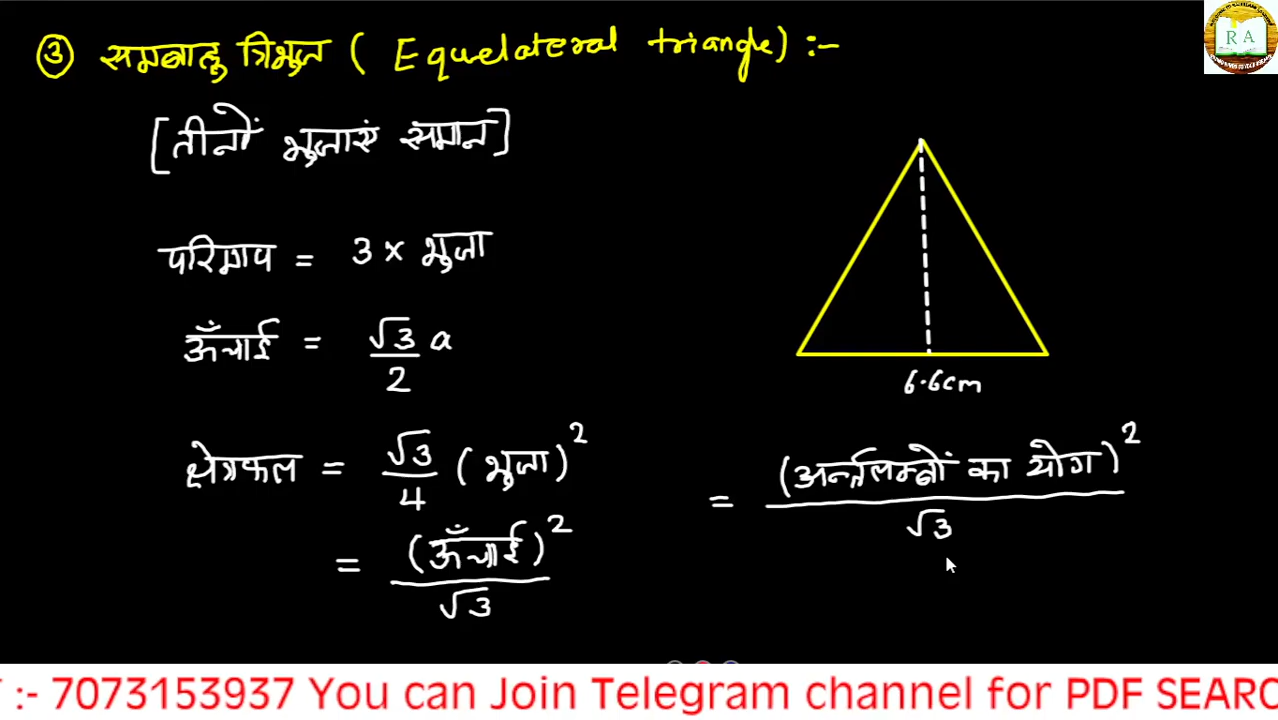 ③ समबाहु त्रिभुज ( Equelateral triangle) :-
[तीनों भुजाएं समान]
परिमाप = 3 × भुजा
ऊँचाई = √3/2 a
6.6cm
क्षेत्रफल = √3/4 (भुजा)²
= (ऊँचाई)²/√3
= (अर्न्तलम्बों का योग)²/√3
RA
:- 7073153937 You can Join Telegram channel for PDF SEARC